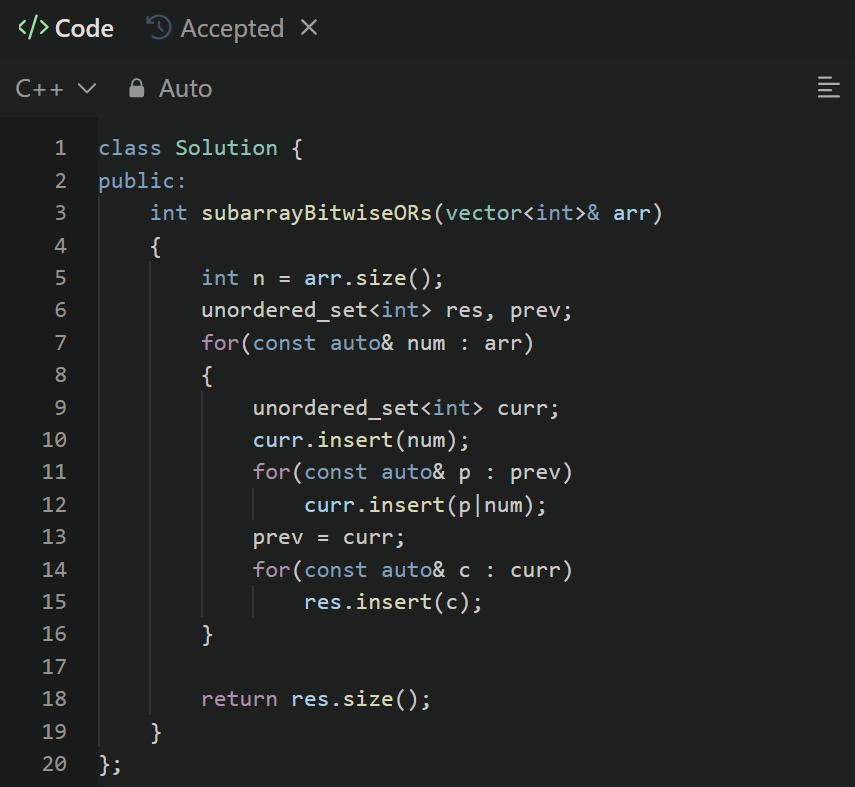 </> Code Accepted ×
C++ Auto
1 class Solution {
2 public:
3     int subarrayBitwiseORs(vector<int>& arr)
4     {
5         int n = arr.size();
6         unordered_set<int> res, prev;
7         for(const auto& num : arr)
8         {
9             unordered_set<int> curr;
10             curr.insert(num);
11             for(const auto& p : prev)
12                 curr.insert(p|num);
13             prev = curr;
14             for(const auto& c : curr)
15                 res.insert(c);
16         }
17
18         return res.size();
19     }
20 };